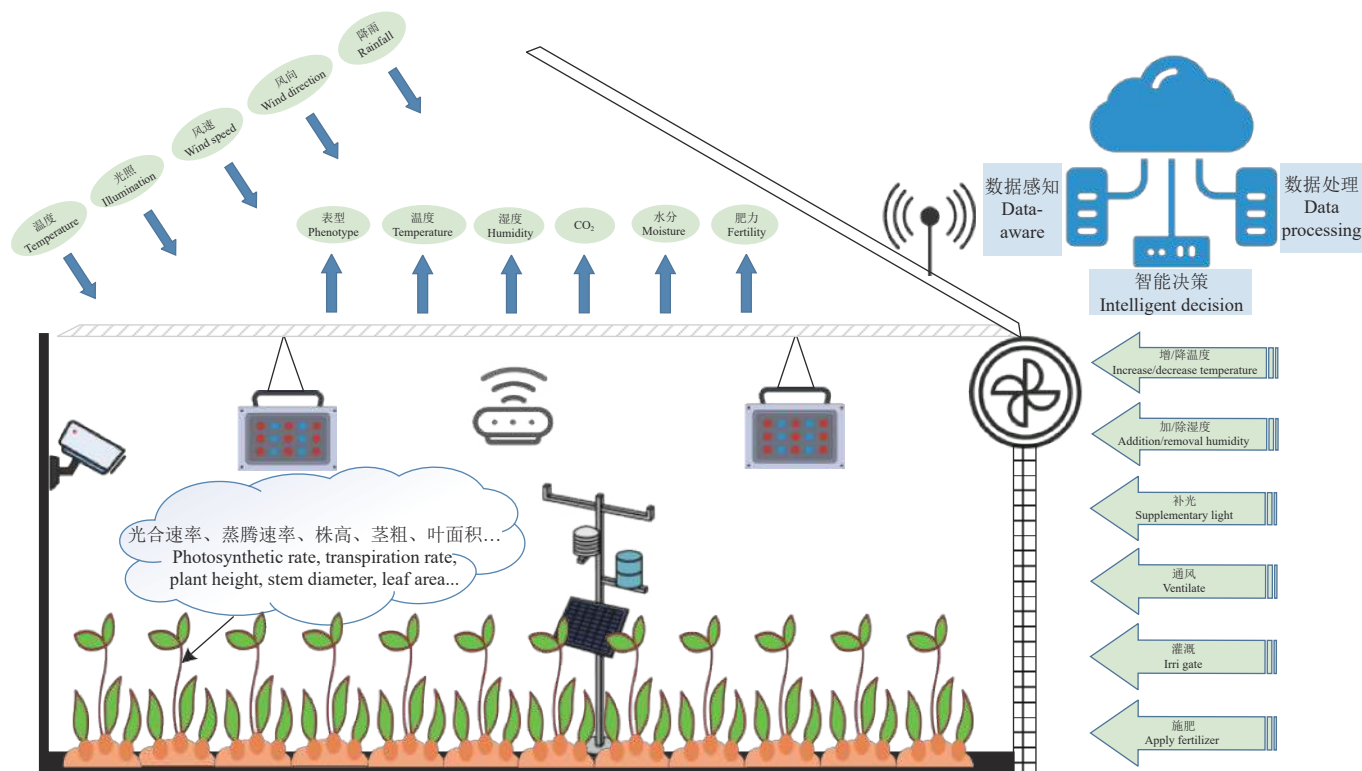 降雨
Rainfall
风向
Wind direction
风速
Wind speed
光照
Illumination
温度
Temperature
表型
Phenotype
温度
Temperature
湿度
Humidity
CO₂
水分
Moisture
肥力
Fertility
数据感知
Data-
aware
数据处理
Data
processing
智能决策
Intelligent decision
增/降温度
Increase/decrease temperature
加/除湿度
Addition/removal humidity
补光
Supplementary light
通风
Ventilate
灌溉
Irri gate
施肥
Apply fertilizer
光合速率、蒸腾速率、株高、茎粗、叶面积…
Photosynthetic rate, transpiration rate,
plant height, stem diameter, leaf area...